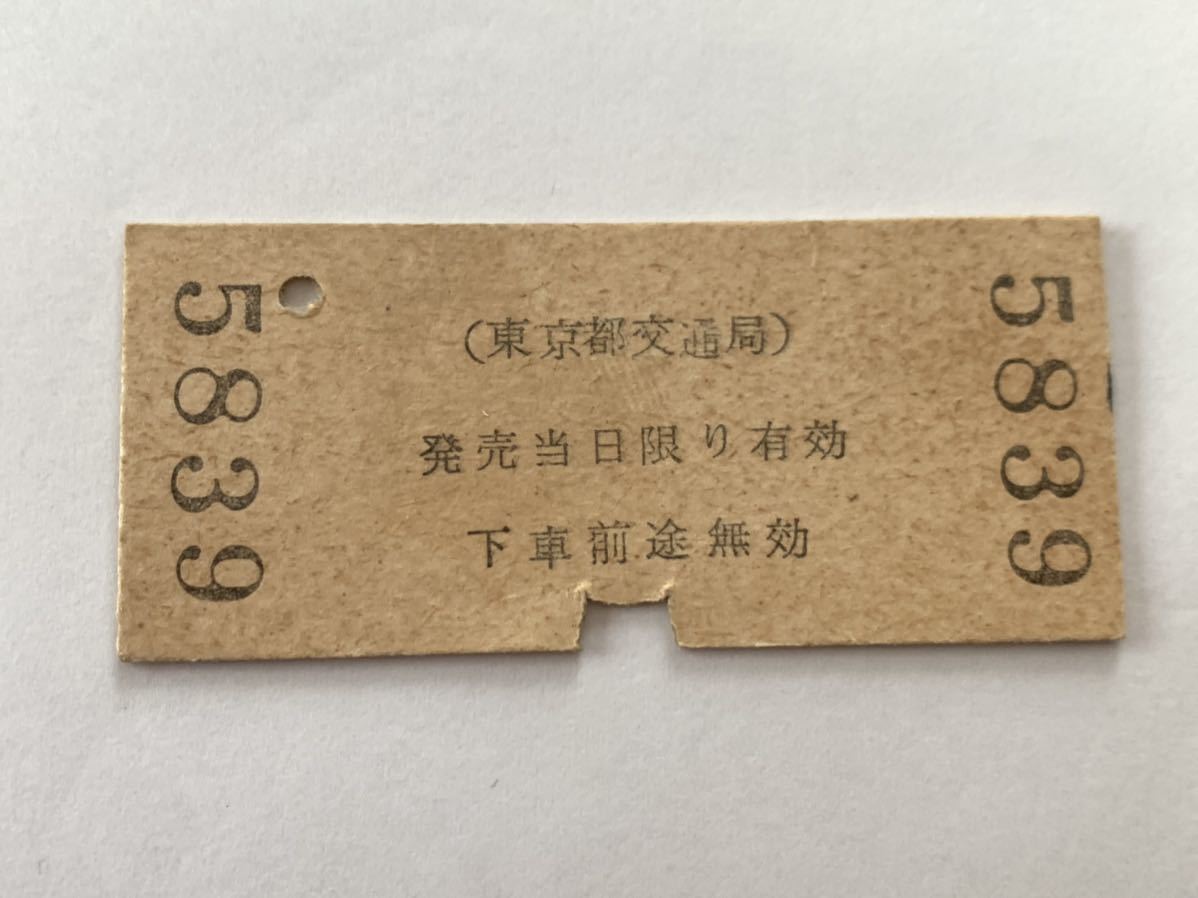 5839
(東京都交通局)
発売当日限り有効
下車前途無効
5839